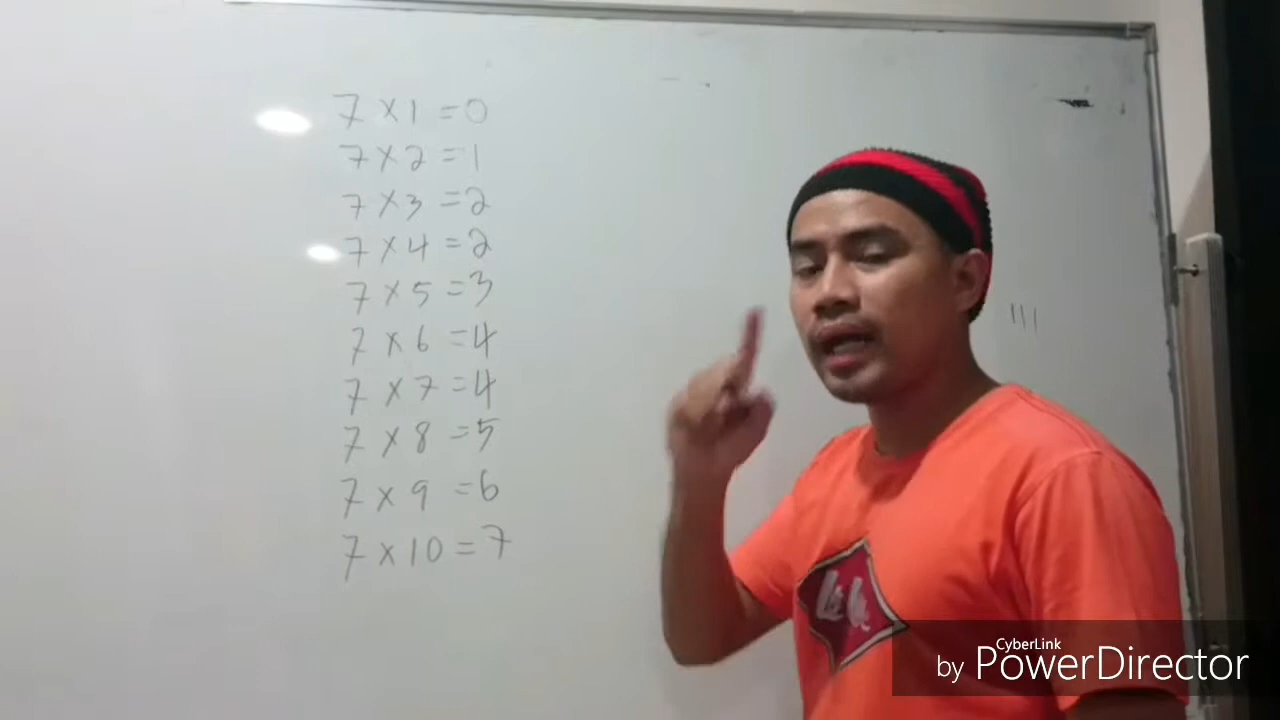 7 x 1 = 0
7 x 2 = 1
7 x 3 = 2
7 x 4 = 2
7 x 5 = 3
7 x 6 = 4
7 x 7 = 4
7 x 8 = 5
7 x 9 = 6
7 x 10 = 7
CyberLink
by PowerDirector